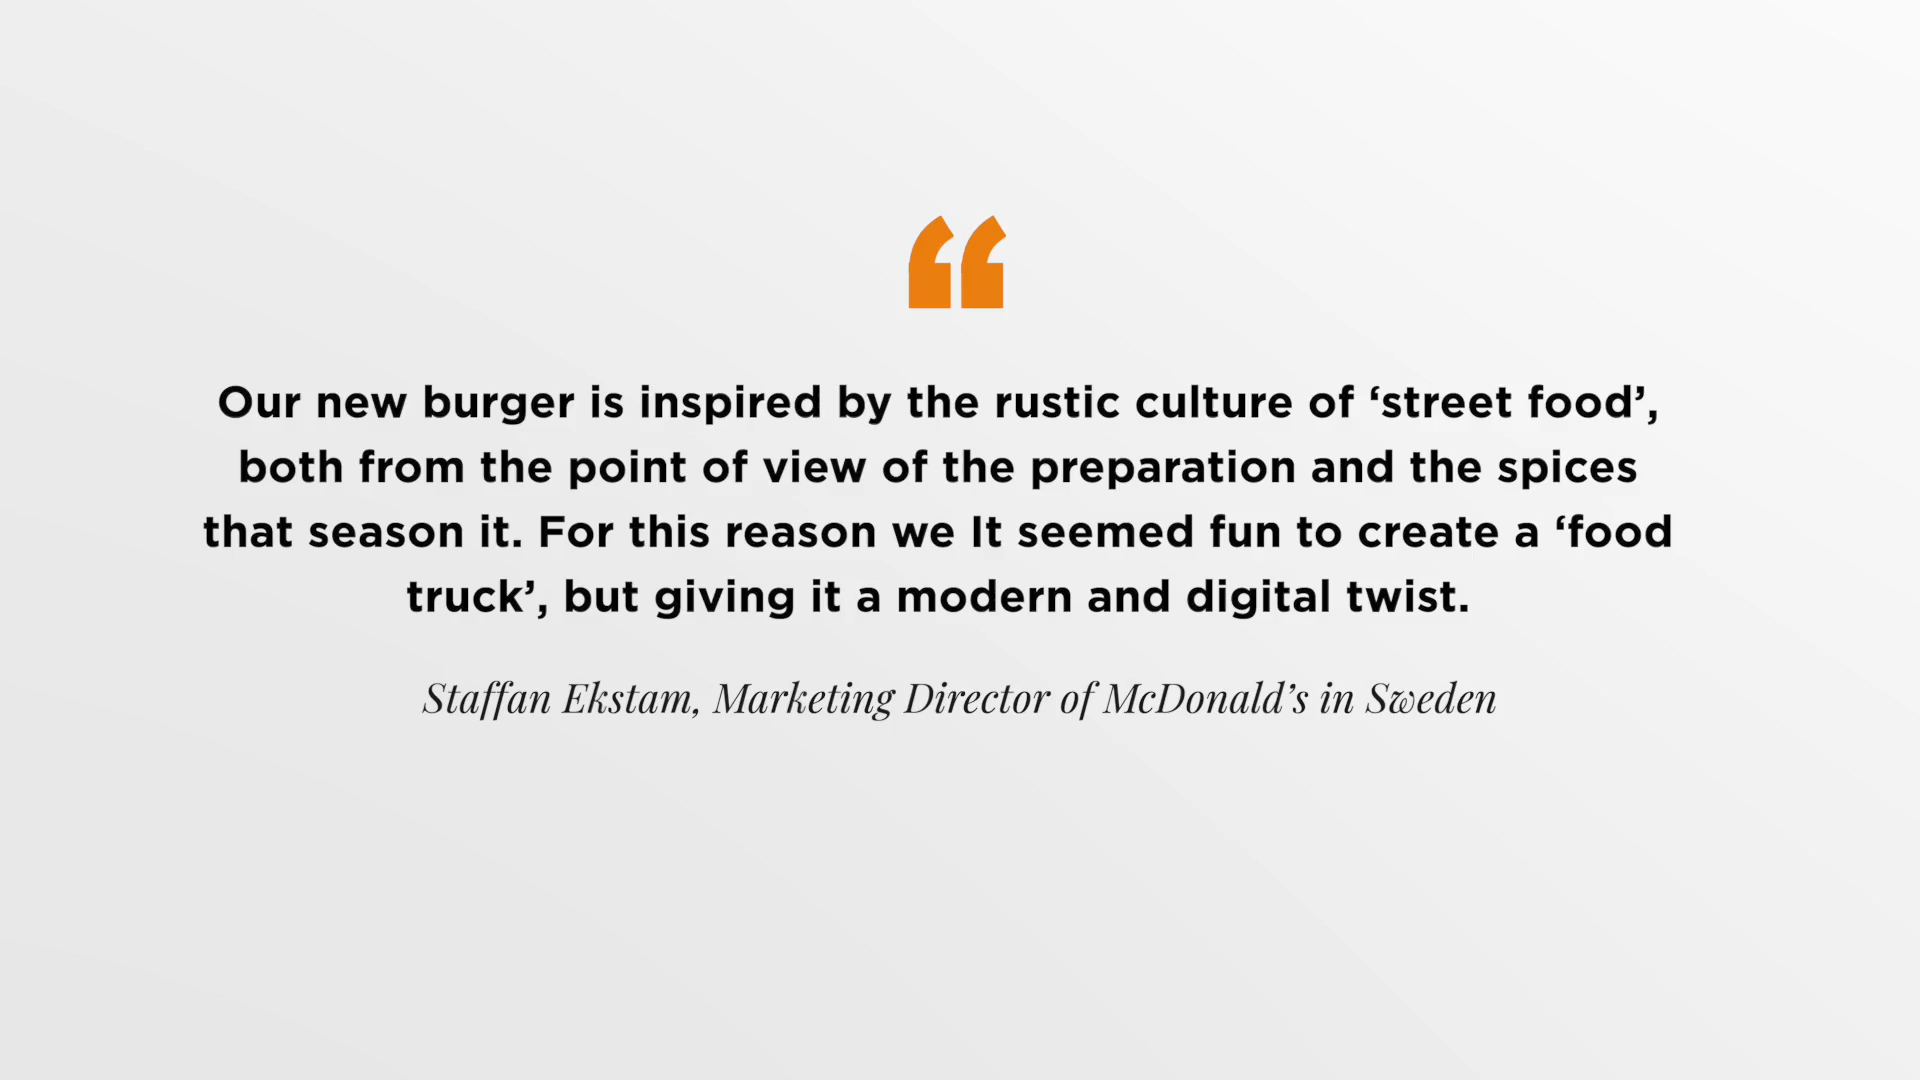 “
Our new burger is inspired by the rustic culture of ‘street food’,
both from the point of view of the preparation and the spices
that season it. For this reason we It seemed fun to create a ‘food
truck’, but giving it a modern and digital twist.
Staffan Ekstam, Marketing Director of McDonald’s in Sweden